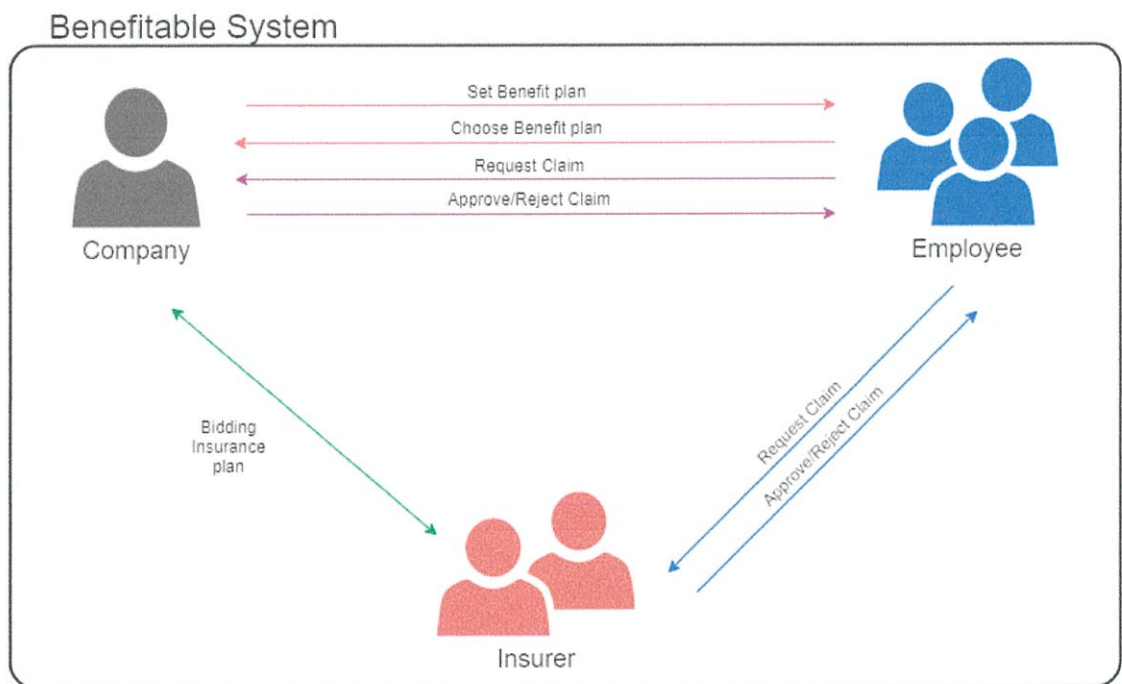 Benefitable System
Set Benefit plan
Choose Benefit plan
Request Claim
Approve/Reject Claim
Company
Employee
Bidding
Insurance
plan
Request Claim
Approve/Reject Claim
Insurer